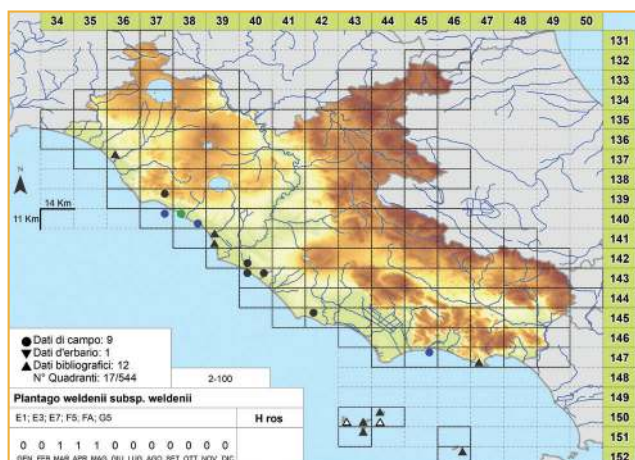 34 35 36 37 38 39 40 41 42 43 44 45 46 47 48 49 50
131
132
133
134
135
136
137
138
139
140
141
142
143
144
145
146
147
148
149
150
151
152
N
14 Km
11 Km
Dati di campo: 9
Dati d'erbario: 1
Dati bibliografici: 12
N° Quadranti: 17/544
2-100
Plantago weldenii subsp. weldenii
E1; E3; E7; F5; FA; G5
H ros
0 0 1 1 1 0 0 0 0 0 0 0
GEN FEB MAR APR MAG GIU LUG AGO SET OTT NOV DIC